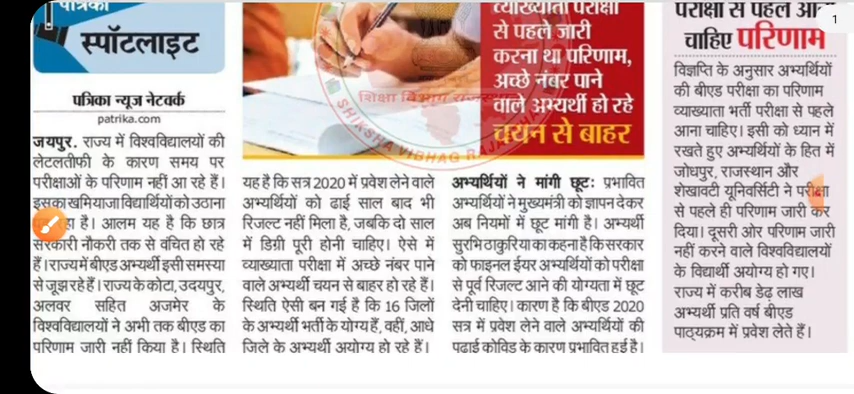 पत्रिका
स्पॉटलाइट
पत्रिका न्यूज नेटवर्क
patrika.com
जयपुर. राज्य में विश्वविद्यालयों की
लेटलतीफी के कारण समय पर
परीक्षाओं के परिणाम नहीं आ रहे हैं।
इसका खमियाजा विद्यार्थियों को उठाना
हा है। आलम यह है कि छात्र
सरकारी नौकरी तक से वंचित हो रहे
हैं। राज्य में बीएड अभ्यर्थी इसी समस्या
से जूझ रहे हैं। राज्य के कोटा, उदयपुर,
अलवर सहित अजमेर के
विश्वविद्यालयों ने अभी तक बीएड का
परिणाम जारी नहीं किया है। स्थिति
व्याख्याता परीक्षा
से पहले जारी
करना था परिणाम,
अच्छे नंबर पाने
वाले अभ्यर्थी हो रहे
चयन से बाहर
शिक्षा विभाग राजस्थान
SHIKSHA VIBHAG RAJA
यह है कि सत्र 2020 में प्रवेश लेने वाले
अभ्यर्थियों को ढाई साल बाद भी
रिजल्ट नहीं मिला है, जबकि दो साल
में डिग्री पूरी होनी चाहिए। ऐसे में
व्याख्याता परीक्षा में अच्छे नंबर पाने
वाले अभ्यर्थी चयन से बाहर हो रहे हैं।
स्थिति ऐसी बन गई है कि 16 जिलों
के अभ्यर्थी भर्ती के योग्य हैं, वहीं, आधे
जिले के अभ्यर्थी अयोग्य हो रहे हैं।
अभ्यर्थियों ने मांगी छूट: प्रभावित
अभ्यर्थियों ने मुख्यमंत्री को ज्ञापन देकर
अब नियमों में छूट मांगी है। अभ्यर्थी
सुरभि ठाकुरिया का कहना है कि सरकार
को फाइनल ईयर अभ्यर्थियों को परीक्षा
से पूर्व रिजल्ट आने की योग्यता में छूट
देनी चाहिए। कारण है कि बीएड 2020
सत्र में प्रवेश लेने वाले अभ्यर्थियों की
पढ़ाई कोविड के कारण प्रभावित हुई है।
परीक्षा से पहले आना
चाहिए परिणाम
विज्ञप्ति के अनुसार अभ्यर्थियों
की बीएड परीक्षा का परिणाम
व्याख्याता भर्ती परीक्षा से पहले
आना चाहिए। इसी को ध्यान में
रखते हुए अभ्यर्थियों के हित में
जोधपुर, राजस्थान और
शेखावटी यूनिवर्सिटी ने परीक्षा
से पहले ही परिणाम जारी कर
दिया। दूसरी ओर परिणाम जारी
नहीं करने वाले विश्वविद्यालयों
के विद्यार्थी अयोग्य हो गए।
राज्य में करीब डेढ़ लाख
अभ्यर्थी प्रति वर्ष बीएड
पाठ्यक्रम में प्रवेश लेते हैं।
1